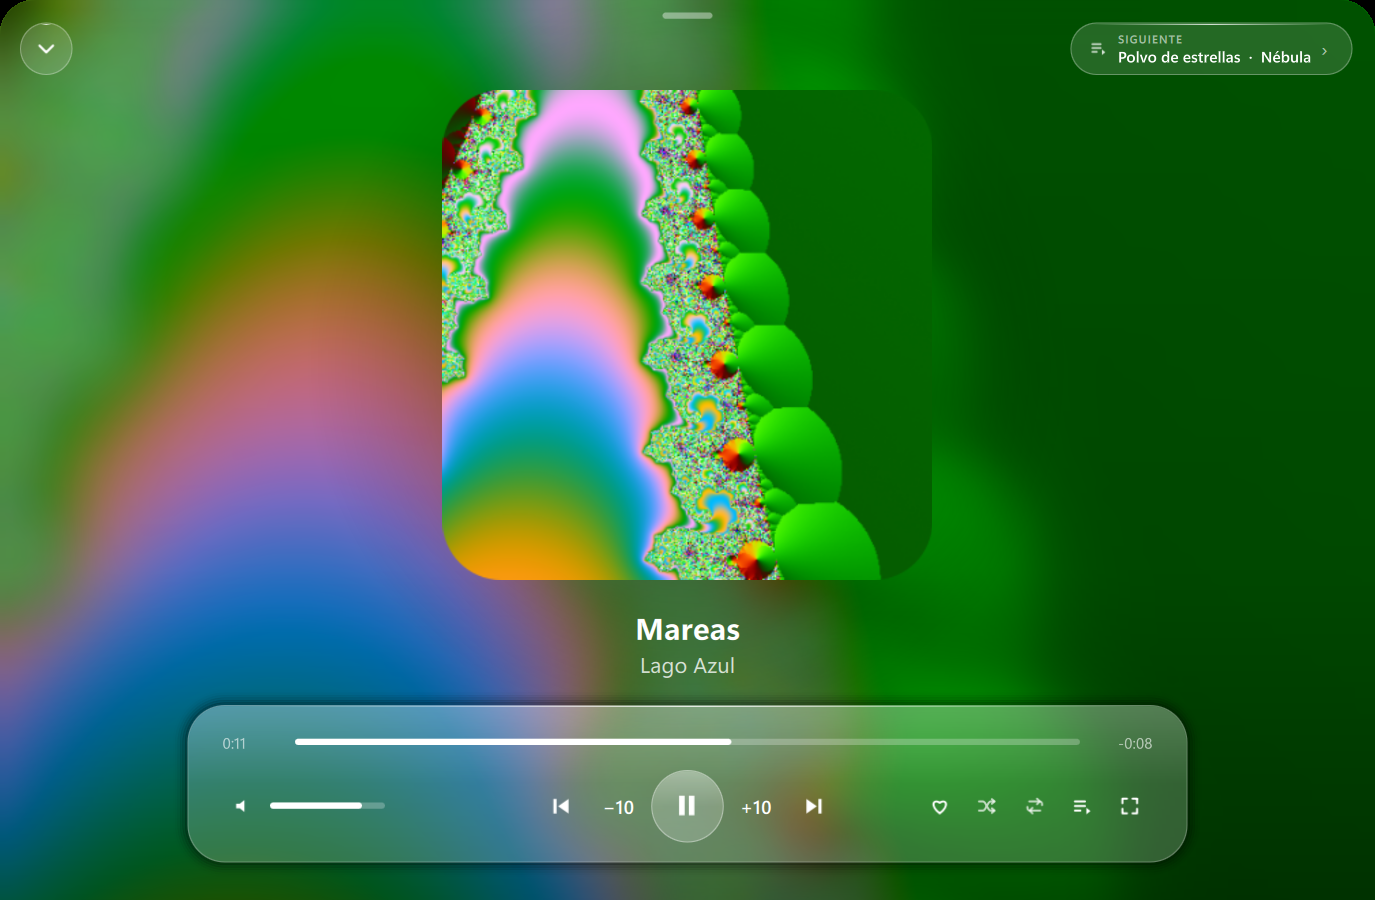 SIGUIENTE
Polvo de estrellas · Nébula
Mareas
Lago Azul
0:11
-0:08
−10
+10